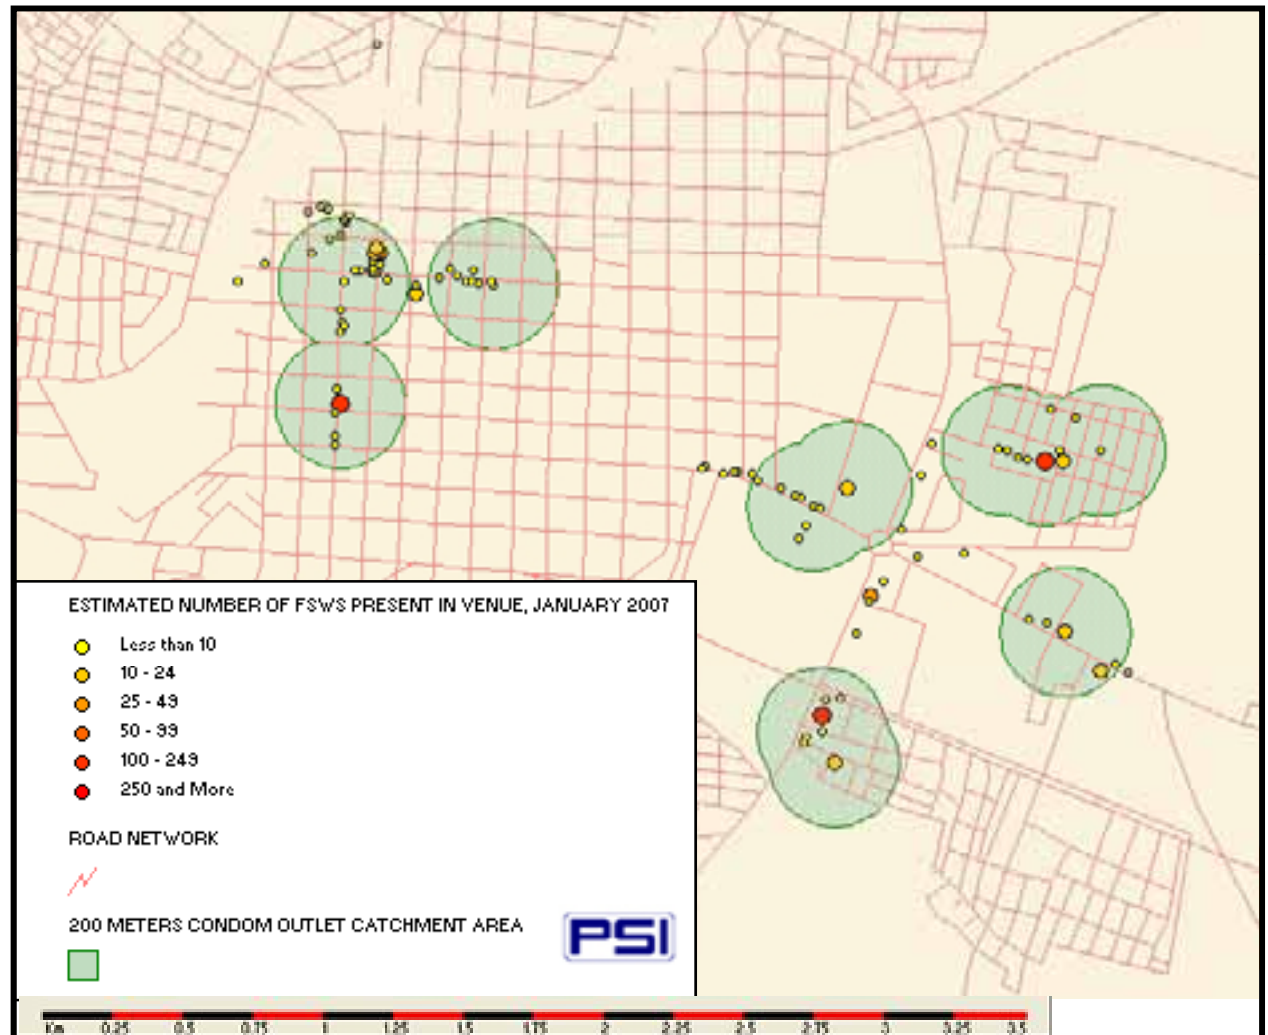 ESTIMATED NUMBER OF FSWS PRESENT IN VENUE, JANUARY 2007
Less than 10
10 - 24
25 - 49
50 - 99
100 - 249
250 and More
ROAD NETWORK
200 METERS CONDOM OUTLET CATCHMENT AREA
PSI
Km 0.25 0.5 0.75 1 1.25 1.5 1.75 2 2.25 2.5 2.75 3 3.25 3.5